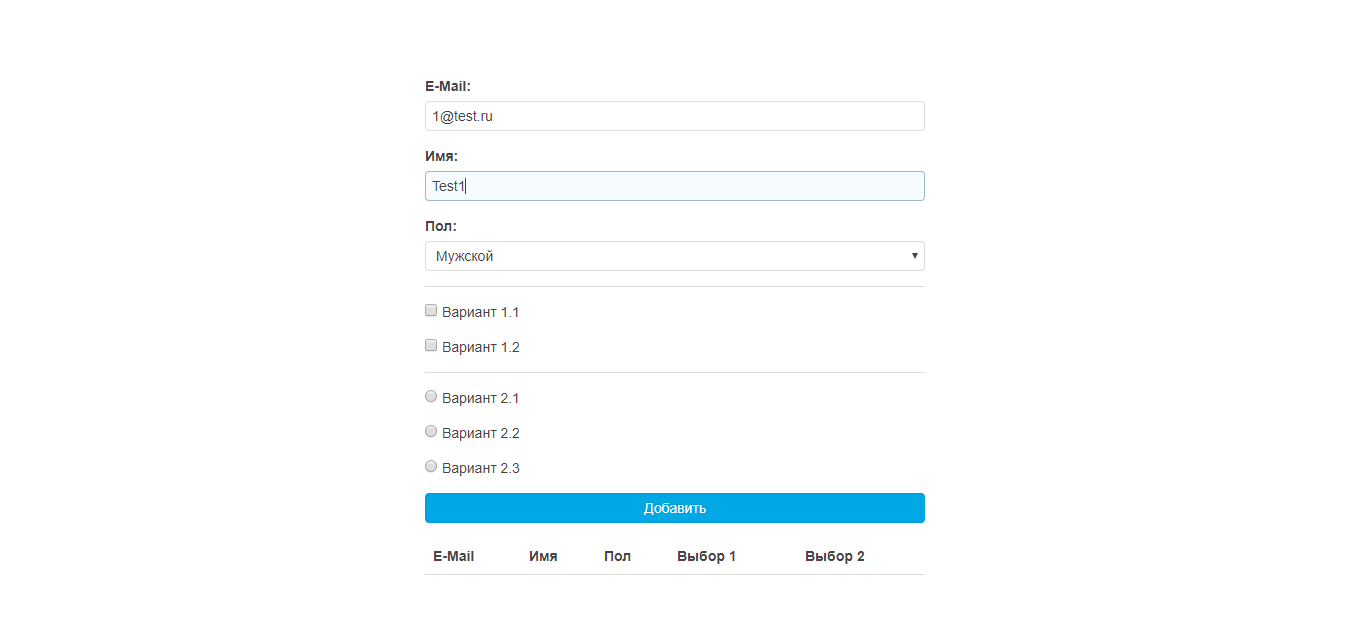 E-Mail:
1@test.ru
Имя:
Test1
Пол:
Мужской
Вариант 1.1
Вариант 1.2
Вариант 2.1
Вариант 2.2
Вариант 2.3
Добавить
E-Mail Имя Пол Выбор 1 Выбор 2